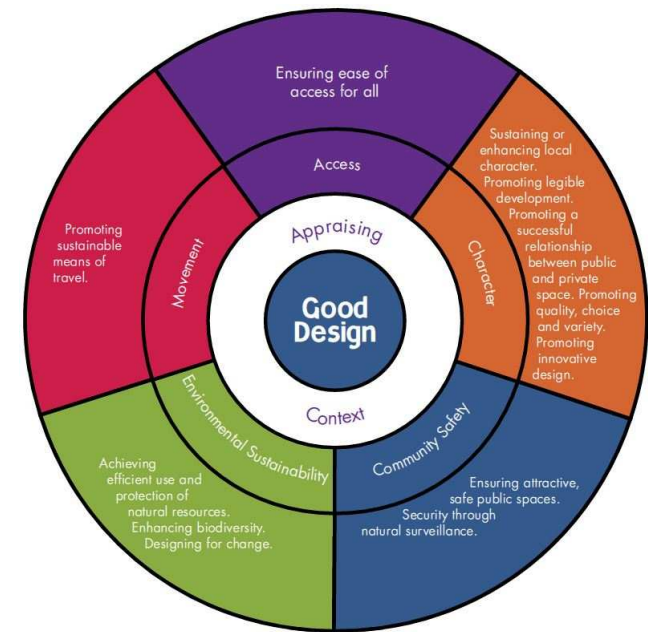 Ensuring ease of
access for all
Access
Sustaining or
enhancing local
character.
Promoting legible
development.
Promoting a
successful
relationship
between public
and private
space. Promoting
quality, choice
and variety.
Promoting
innovative
design.
Character
Ensuring attractive,
safe public spaces.
Security through
natural surveillance.
Community Safety
Achieving
efficient use and
protection of
natural resources.
Enhancing biodiversity.
Designing for change.
Environmental Sustainability
Promoting
sustainable
means of
travel.
Movement
Appraising
Context
Good
Design